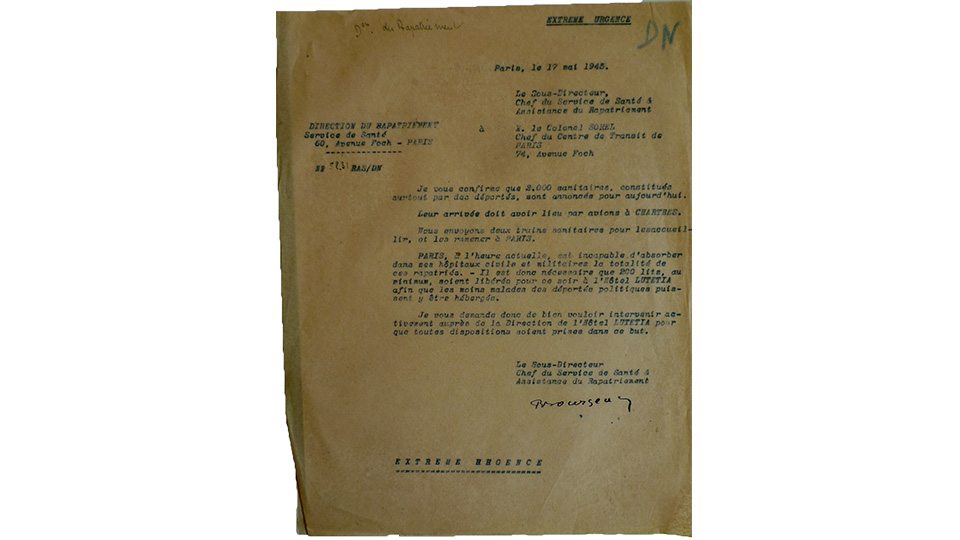 du Rapatriement
EXTREME URGENCE
DN
Paris, le 17 mai 1945.
Le Sous-Directeur,
Chef du Service de Santé &
Assistance du Rapatriement
DIRECTION DU RAPATRIEMENT
Service de Santé
60, Avenue Foch - PARIS
à
M. le Colonel
Chef du Centre de Transit de
PARIS
74, Avenue Foch
N° RAS/DN
Je vous confirme que 2.000 sanitaires, constitués
surtout par des déportés, sont annoncés pour aujourd'hui.
Leur arrivée doit avoir lieu par avions à CHARTRES.
Nous envoyons deux trains sanitaires pour lesaccueil-
lir, et les ramener à PARIS.
PARIS, à l'heure actuelle, est incapable d'absorber
dans ses hôpitaux civils et militaires la totalité de
ces rapatriés. - Il est donc nécessaire que 200 lits, au
minimum, soient libérés pour ce soir à l'Hôtel LUTETIA
afin que les moins malades des déportés politiques puis-
sent y être hébergés.
Je vous demande donc de bien vouloir intervenir ac-
tivement auprès de la Direction de l'Hôtel LUTETIA pour
que toutes dispositions soient prises dans ce but.
Le Sous-Directeur
Chef du Service de Santé &
Assistance du Rapatriement
EXTREME URGENCE